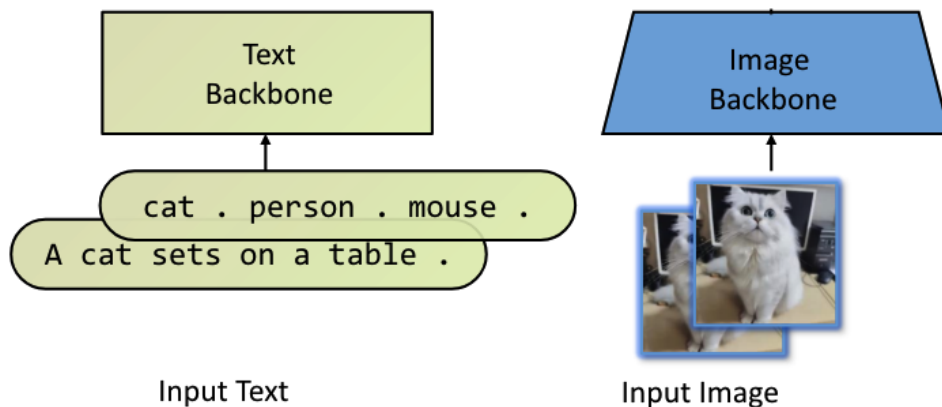 Text
Backbone
Image
Backbone
cat . person . mouse .
A cat sets on a table .
Input Text
Input Image